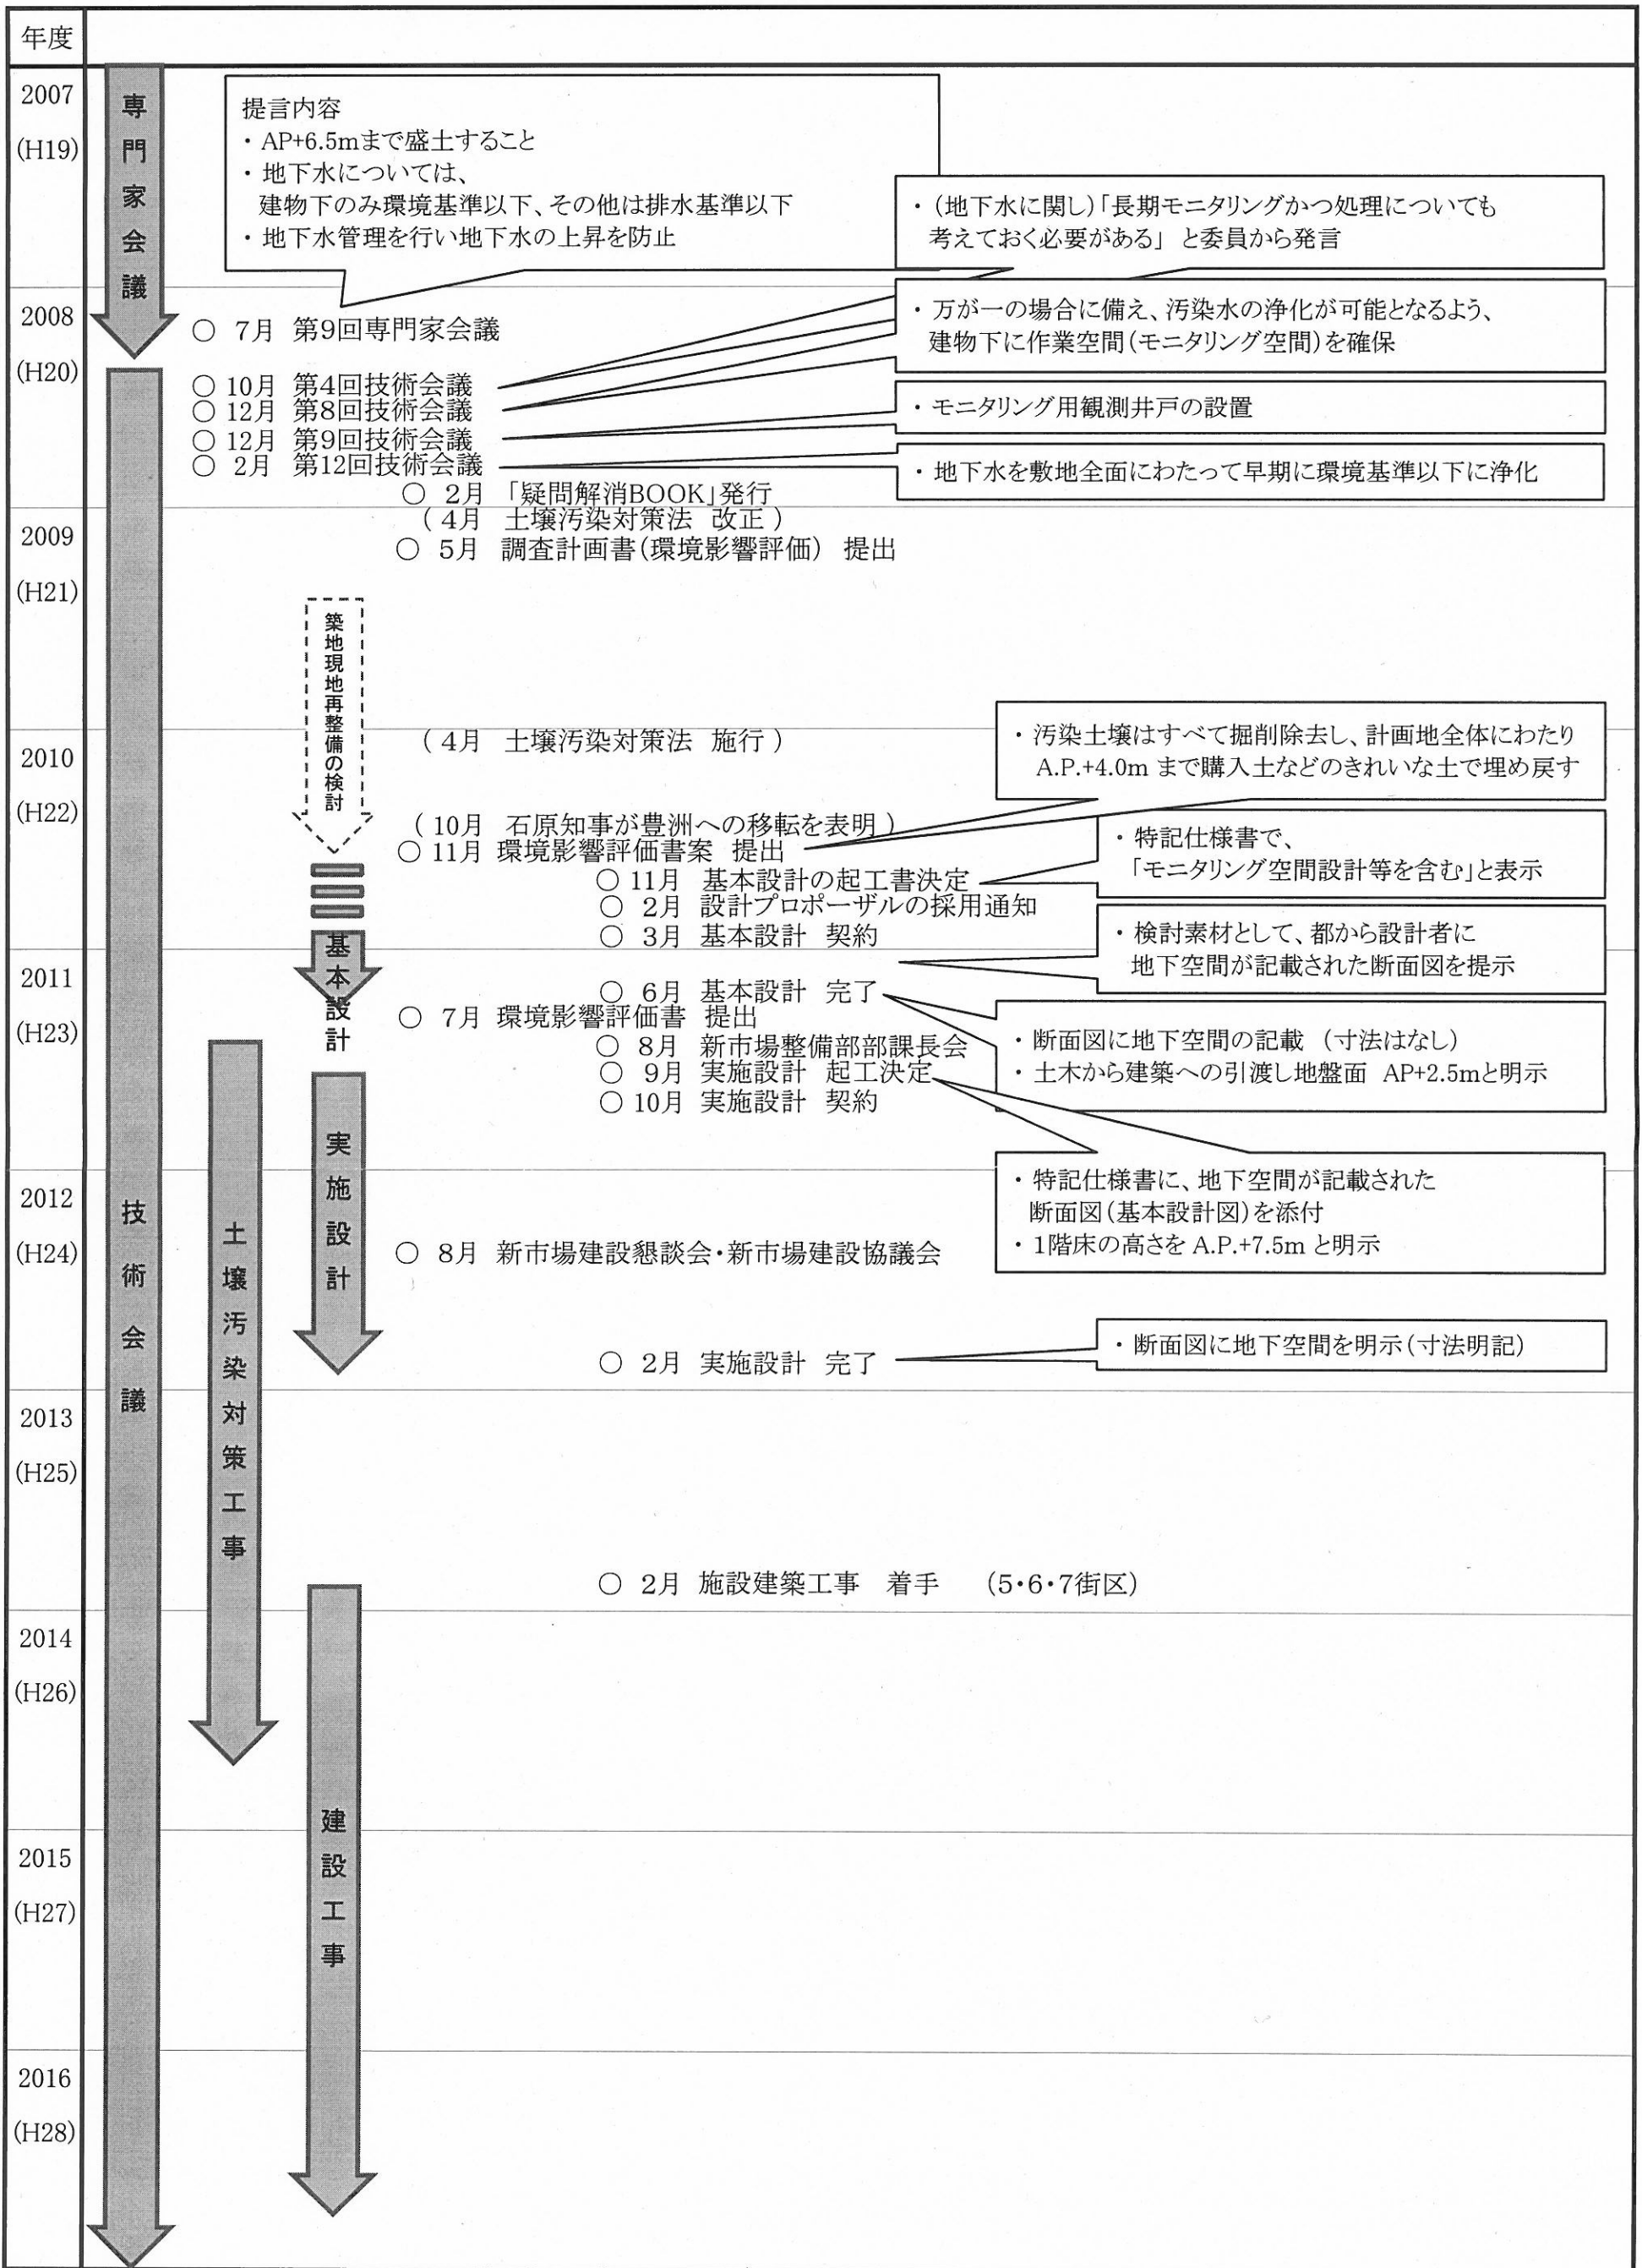 年度
2007
(H19)
専門家会議
提言内容
・AP+6.5mまで盛土すること
・地下水については、
建物下のみ環境基準以下、その他は排水基準以下
・地下水管理を行い地下水の上昇を防止
・(地下水に関し)「長期モニタリングかつ処理についても
考えておく必要がある」 と委員から発言
2008
(H20)
○ 7月 第9回専門家会議
・万が一の場合に備え、汚染水の浄化が可能となるよう、
建物下に作業空間(モニタリング空間)を確保
○ 10月 第4回技術会議
○ 12月 第8回技術会議
・モニタリング用観測井戸の設置
○ 12月 第9回技術会議
○ 2月 第12回技術会議
・地下水を敷地全面にわたって早期に環境基準以下に浄化
○ 2月 「疑問解消BOOK」発行
2009
(H21)
(4月 土壌汚染対策法 改正)
○ 5月 調査計画書(環境影響評価) 提出
築地現地再整備の検討
2010
(H22)
(4月 土壌汚染対策法 施行)
・汚染土壌はすべて掘削除去し、計画地全体にわたり
A.P.+4.0m まで購入土などのきれいな土で埋め戻す
(10月 石原知事が豊洲への移転を表明)
○ 11月 環境影響評価書案 提出
・特記仕様書で、
「モニタリング空間設計等を含む」と表示
○ 11月 基本設計の起工書決定
○ 2月 設計プロポーザルの採用通知
○ 3月 基本設計 契約
基本設計
・検討素材として、都から設計者に
地下空間が記載された断面図を提示
2011
(H23)
○ 6月 基本設計 完了
○ 7月 環境影響評価書 提出
・断面図に地下空間の記載 (寸法はなし)
・土木から建築への引渡し地盤面 AP+2.5mと明示
○ 8月 新市場整備部部課長会
○ 9月 実施設計 起工決定
○ 10月 実施設計 契約
実施設計
・特記仕様書に、地下空間が記載された
断面図(基本設計図)を添付
・1階床の高さを A.P.+7.5m と明示
2012
(H24)
技術会議
土壌汚染対策工事
○ 8月 新市場建設懇談会・新市場建設協議会
○ 2月 実施設計 完了
・断面図に地下空間を明示(寸法明記)
2013
(H25)
○ 2月 施設建築工事 着手 (5・6・7街区)
2014
(H26)
建設工事
2015
(H27)
2016
(H28)